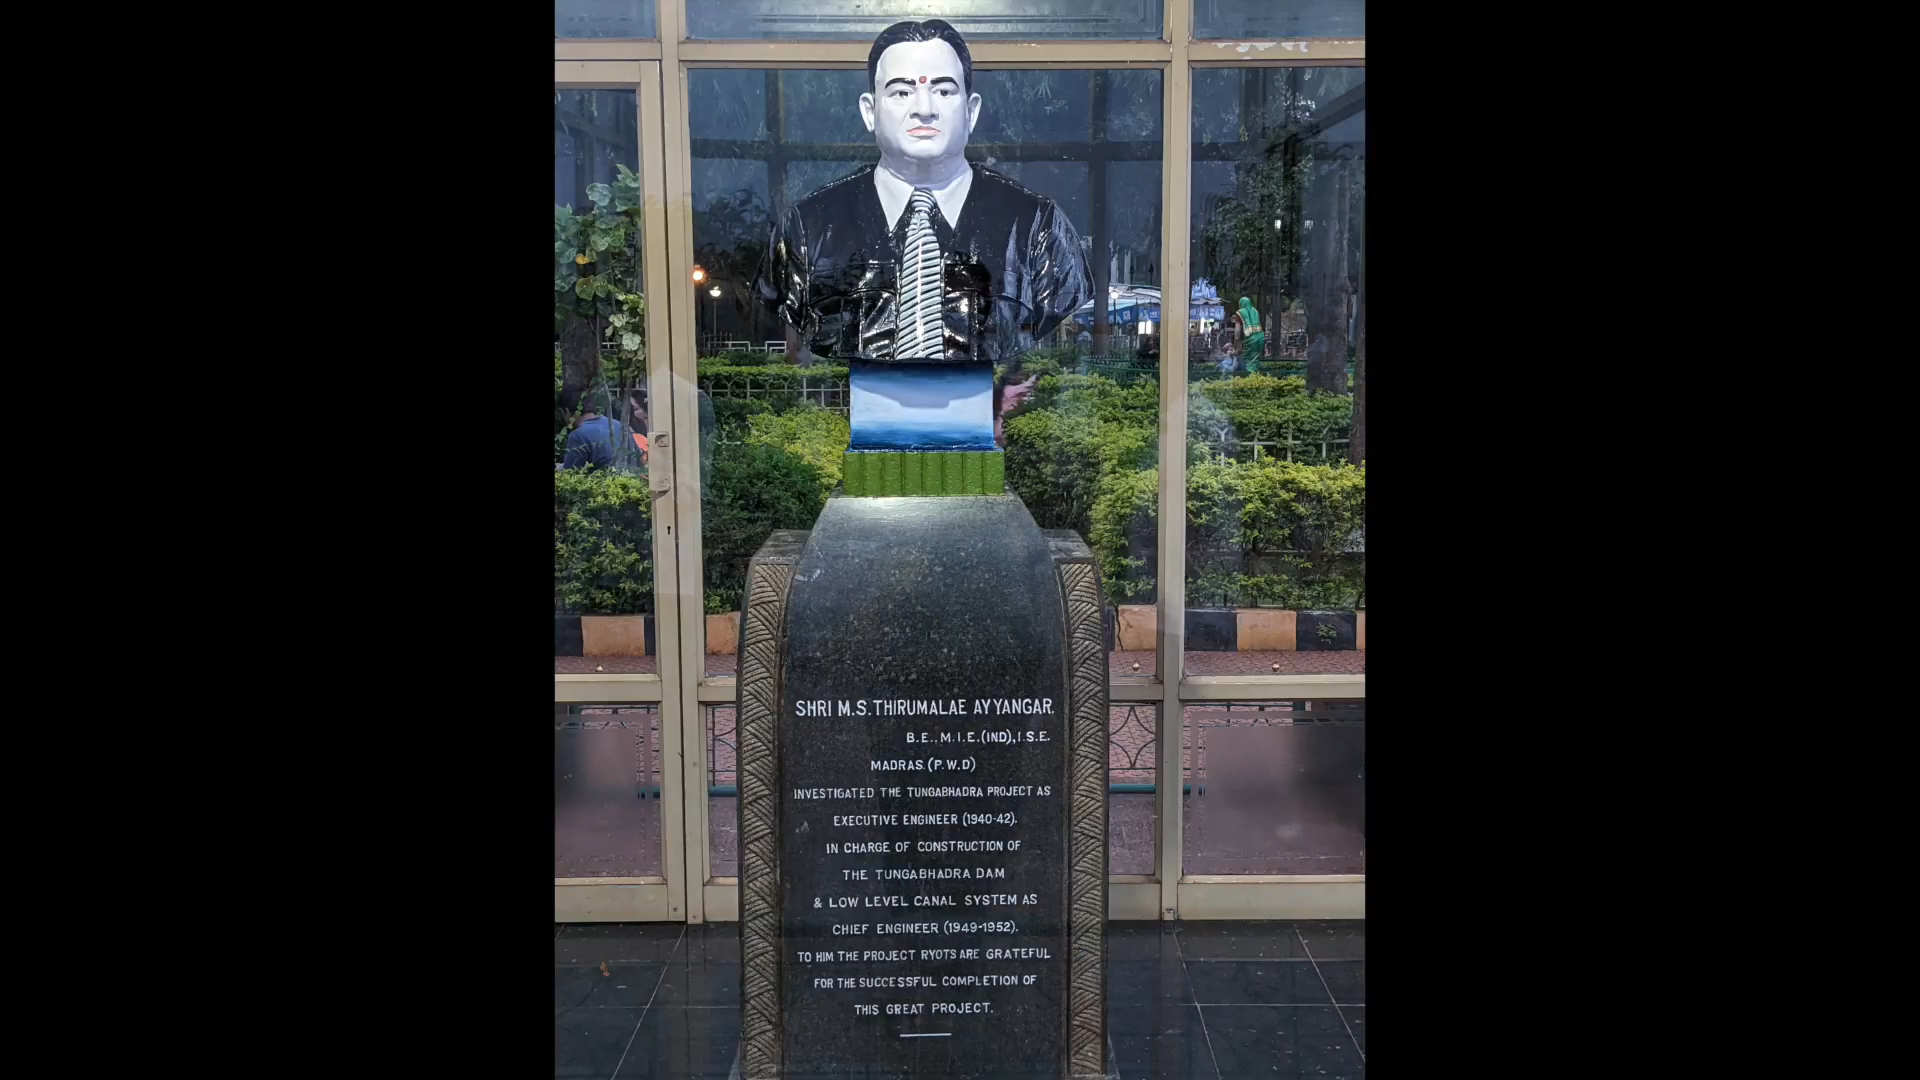 SHRI M.S. THIRUMALAE AYYANGAR,
B.E., M.I.E.(IND), I.S.E.
MADRAS.(P.W.D)
INVESTIGATED THE TUNGABHADRA PROJECT AS
EXECUTIVE ENGINEER (1940-42).
IN CHARGE OF CONSTRUCTION OF
THE TUNGABHADRA DAM
& LOW LEVEL CANAL SYSTEM AS
CHIEF ENGINEER (1949-1952).
TO HIM THE PROJECT RYOTS ARE GRATEFUL
FOR THE SUCCESSFUL COMPLETION OF
THIS GREAT PROJECT.